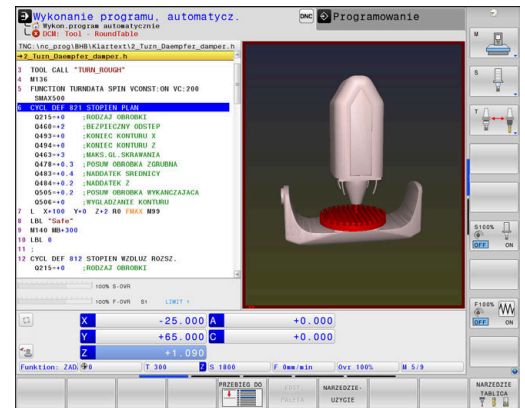 Wykonanie programu, automatycz.
Wykon.program automatycznie
DCM: Tool - RoundTable
DNC
Programowanie
TNC:\nc_prog\BHB\Klartext\2_Turn_Daempfer_damper.h
→2_Turn_Daempfer_damper.h
3 TOOL CALL "TURN_ROUGH"
4 M136
5 FUNCTION TURNDATA SPIN VCONST:ON VC:200
SMAX500
6 CYCL DEF 821 STOPIEN PLAN
Q215=+0 ;RODZAJ OBROBKI
Q460=+2 ;BEZPIECZNY ODSTEP
Q493=+0 ;KONIEC KONTURU X
Q494=+0 ;KONIEC KONTURU Z
Q463=+3 ;MAKS.GL.SKRAWANIA
Q478=+0.3 ;POSUW OBROBKA ZGRUBNA
Q483=+0.4 ;NADDATEK SREDNICY
Q484=+0.2 ;NADDATEK Z
Q505=+0.2 ;POSUW OBROBKA WYKANCZAJACA
Q506=+0 ;WYGLADZANIE KONTURU
7 L X+100 Y+0 Z+2 R0 FMAX M99
8 LBL "Safe"
9 M140 MB+300
10 LBL 0
11 ;
12 CYCL DEF 812 STOPIEN WZDLUZ ROZSZ.
Q215=+0 ;RODZAJ OBROBKI
100% S-OVR
100% F-OVR S1 LIMIT 1
X -25.000 A +0.000
Y +65.000 C +0.000
Z +1.090
Funkcja: ZAD. 0 T 300 Z S 1800 F 0mm/min Ovr 100% M 5/9
PRZEBIEG DO
EDYC.
PALETA
NARZEDZIE-
UZYCIE
NARZEDZIE
TABLICA
M
S
T
S100%
OFF ON
F100%
OFF ON